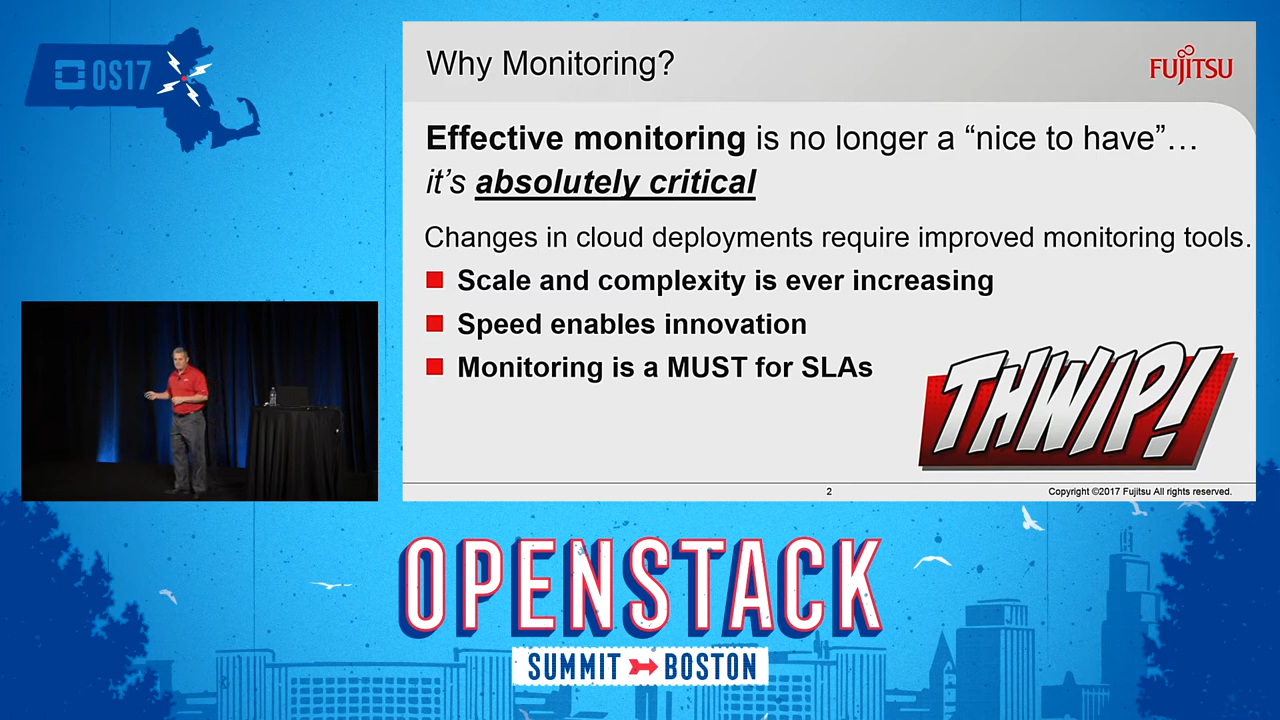 OS17
Why Monitoring?
FUJITSU
Effective monitoring is no longer a “nice to have”…
it’s absolutely critical
Changes in cloud deployments require improved monitoring tools.
Scale and complexity is ever increasing
Speed enables innovation
Monitoring is a MUST for SLAs
THWIP!
2
Copyright ©2017 Fujitsu All rights reserved.
OPENSTACK
SUMMIT BOSTON